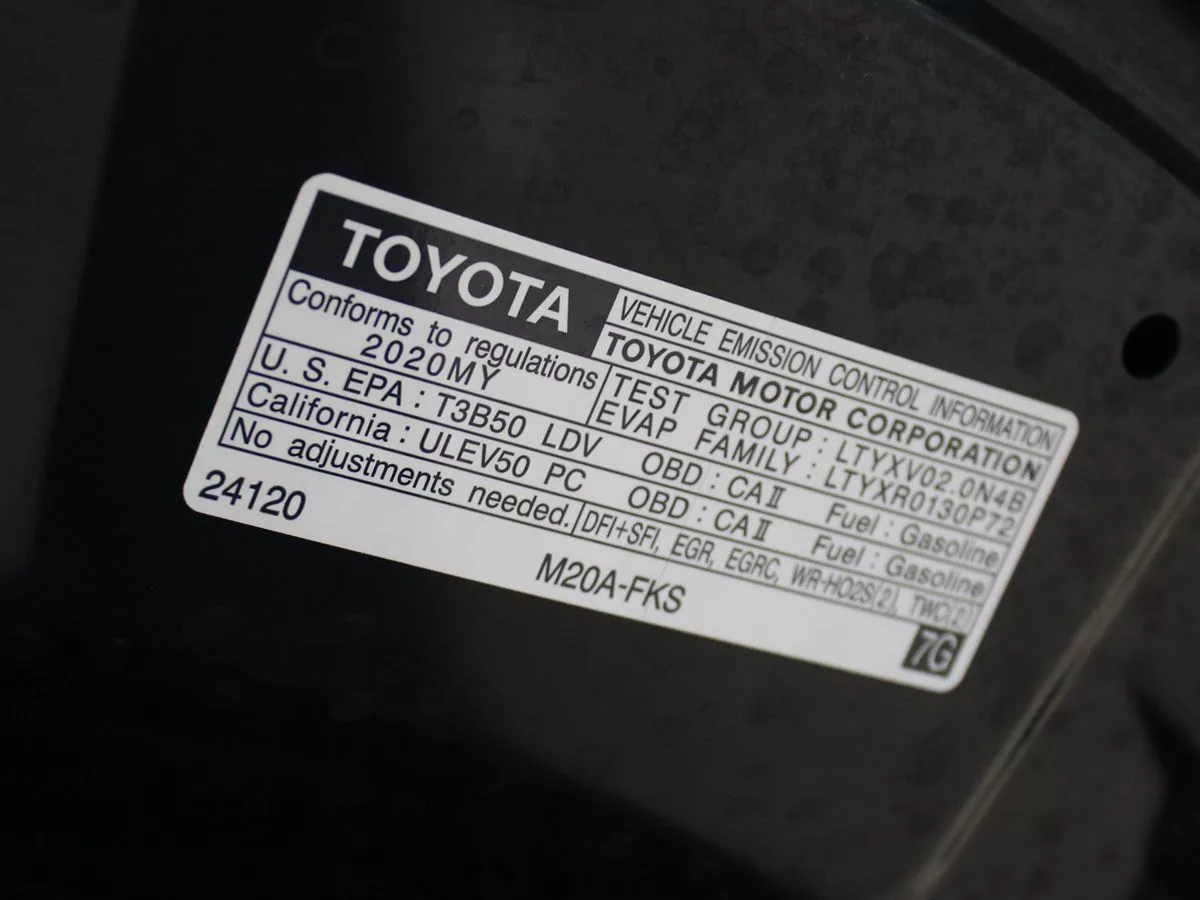 TOYOTA
VEHICLE EMISSION CONTROL INFORMATION
TOYOTA MOTOR CORPORATION
Conforms to regulations
2020MY
TEST GROUP : LTYXV02.0N4B
EVAP FAMILY : LTYXR0130P72
U. S. EPA : T3B50 LDV OBD : CAⅡ Fuel : Gasoline
California : ULEV50 PC OBD : CAⅡ Fuel : Gasoline
No adjustments needed. DFI+SFI, EGR, EGRC, WR-HO2S(2), TWC(2)
24120
M20A-FKS
7G